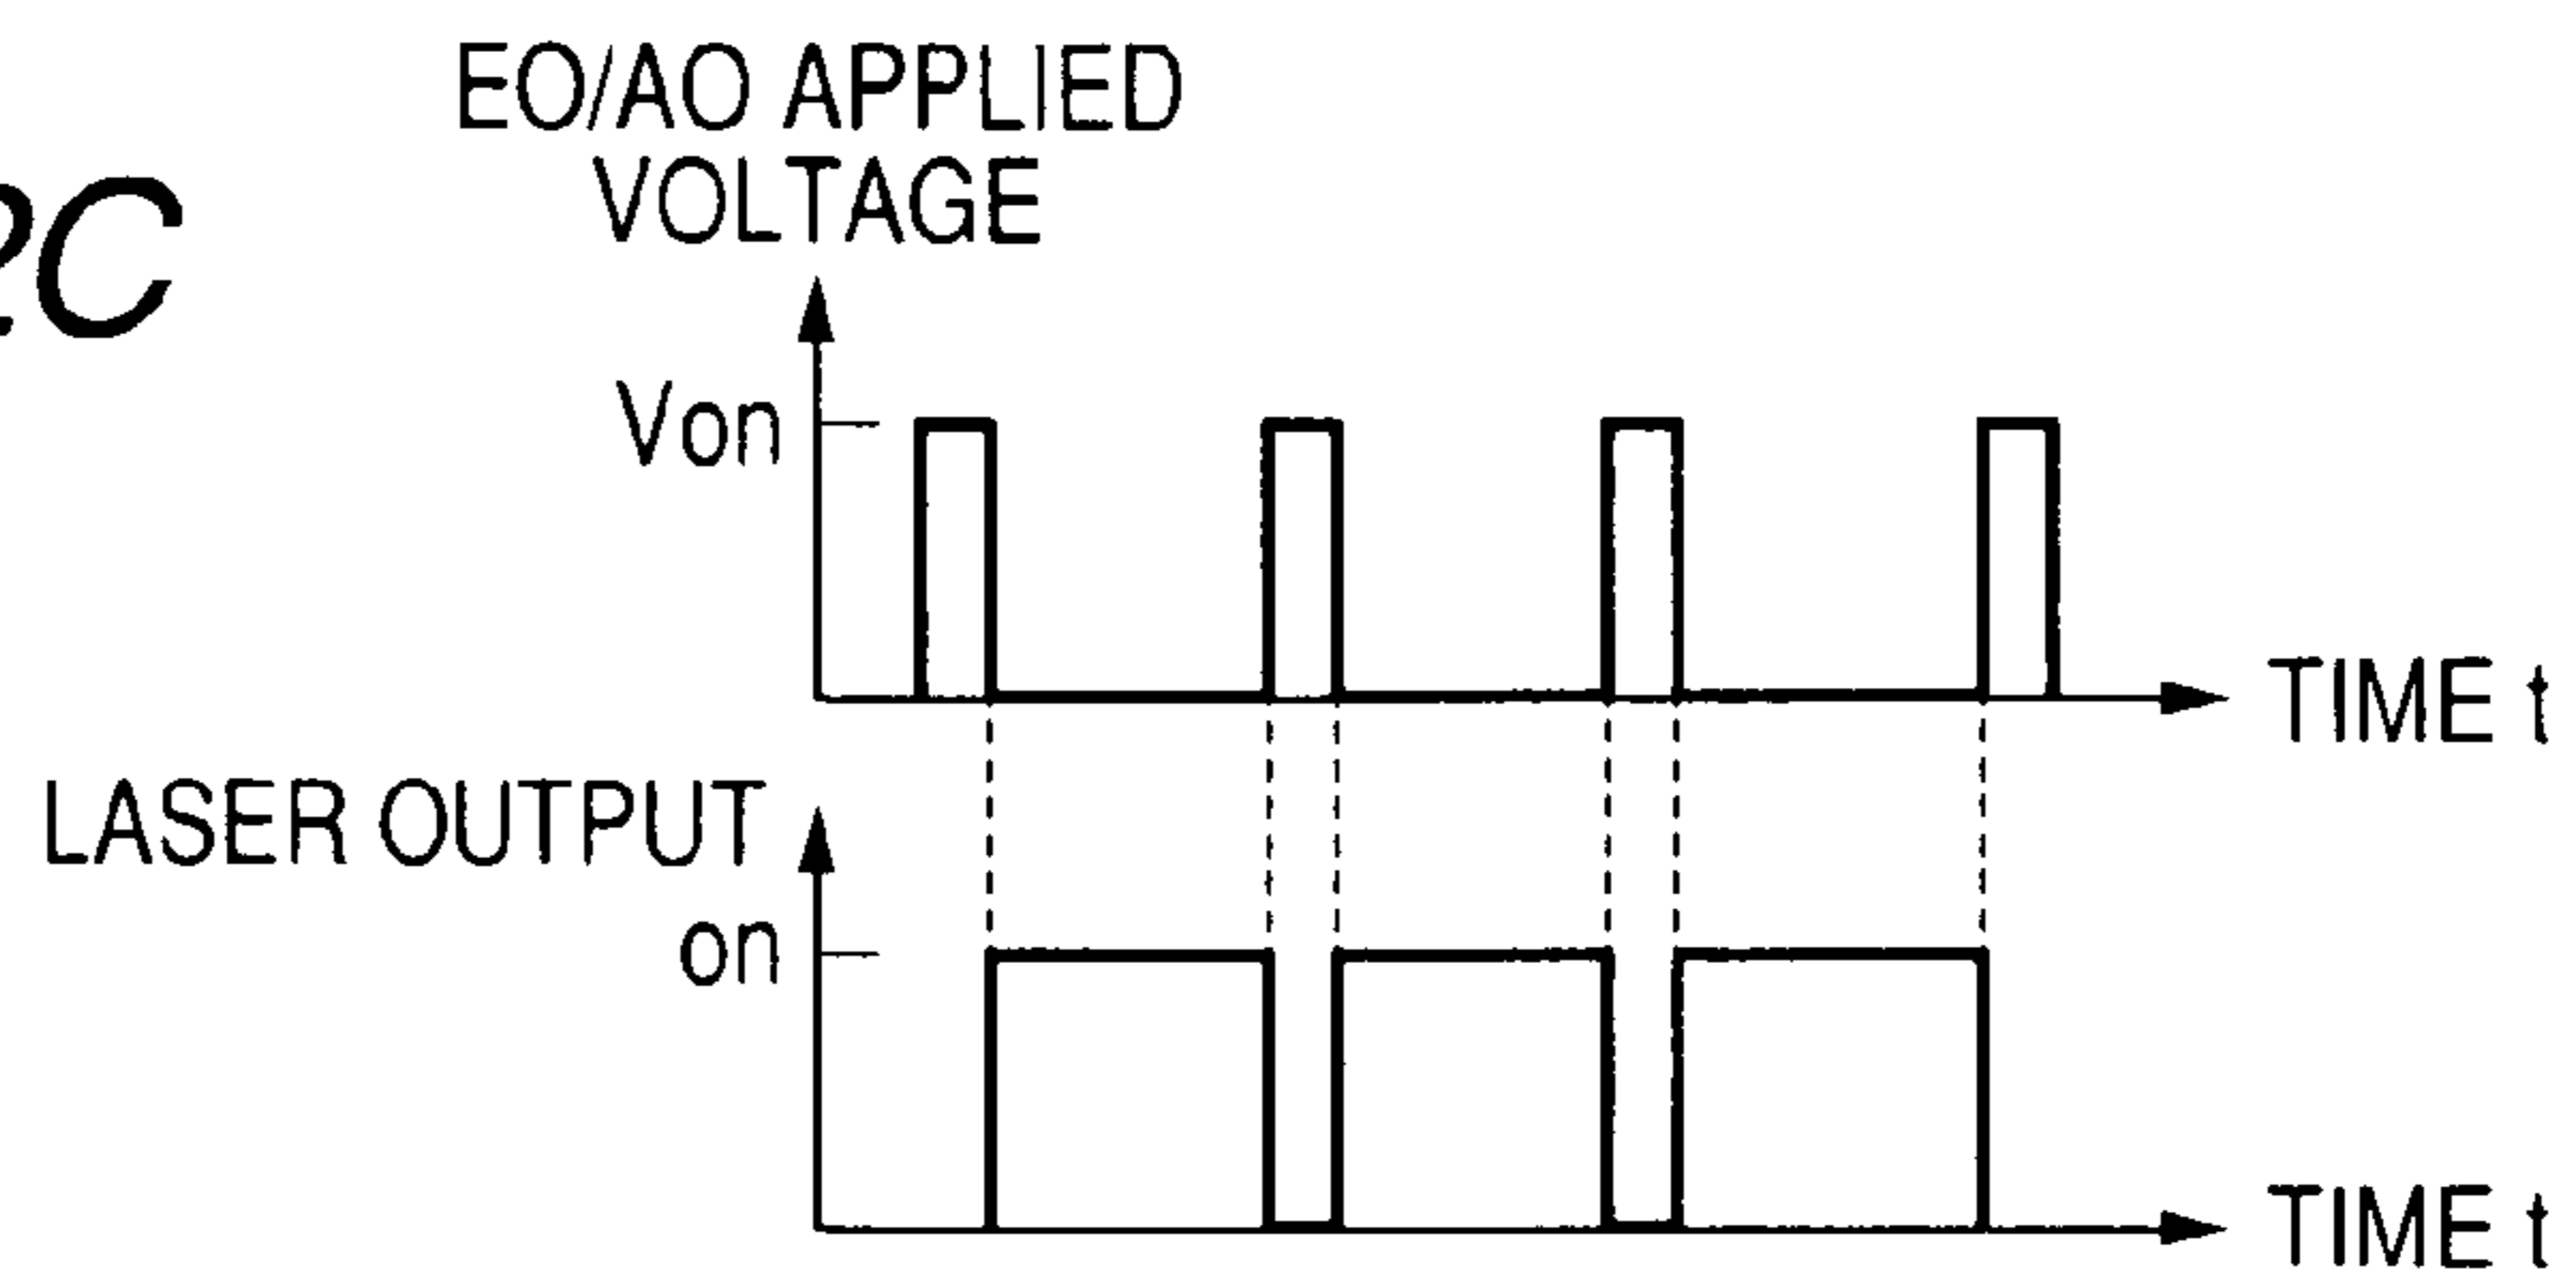 2C
EO/AO APPLIED
VOLTAGE
Von
TIME t
LASER OUTPUT
on
TIME t